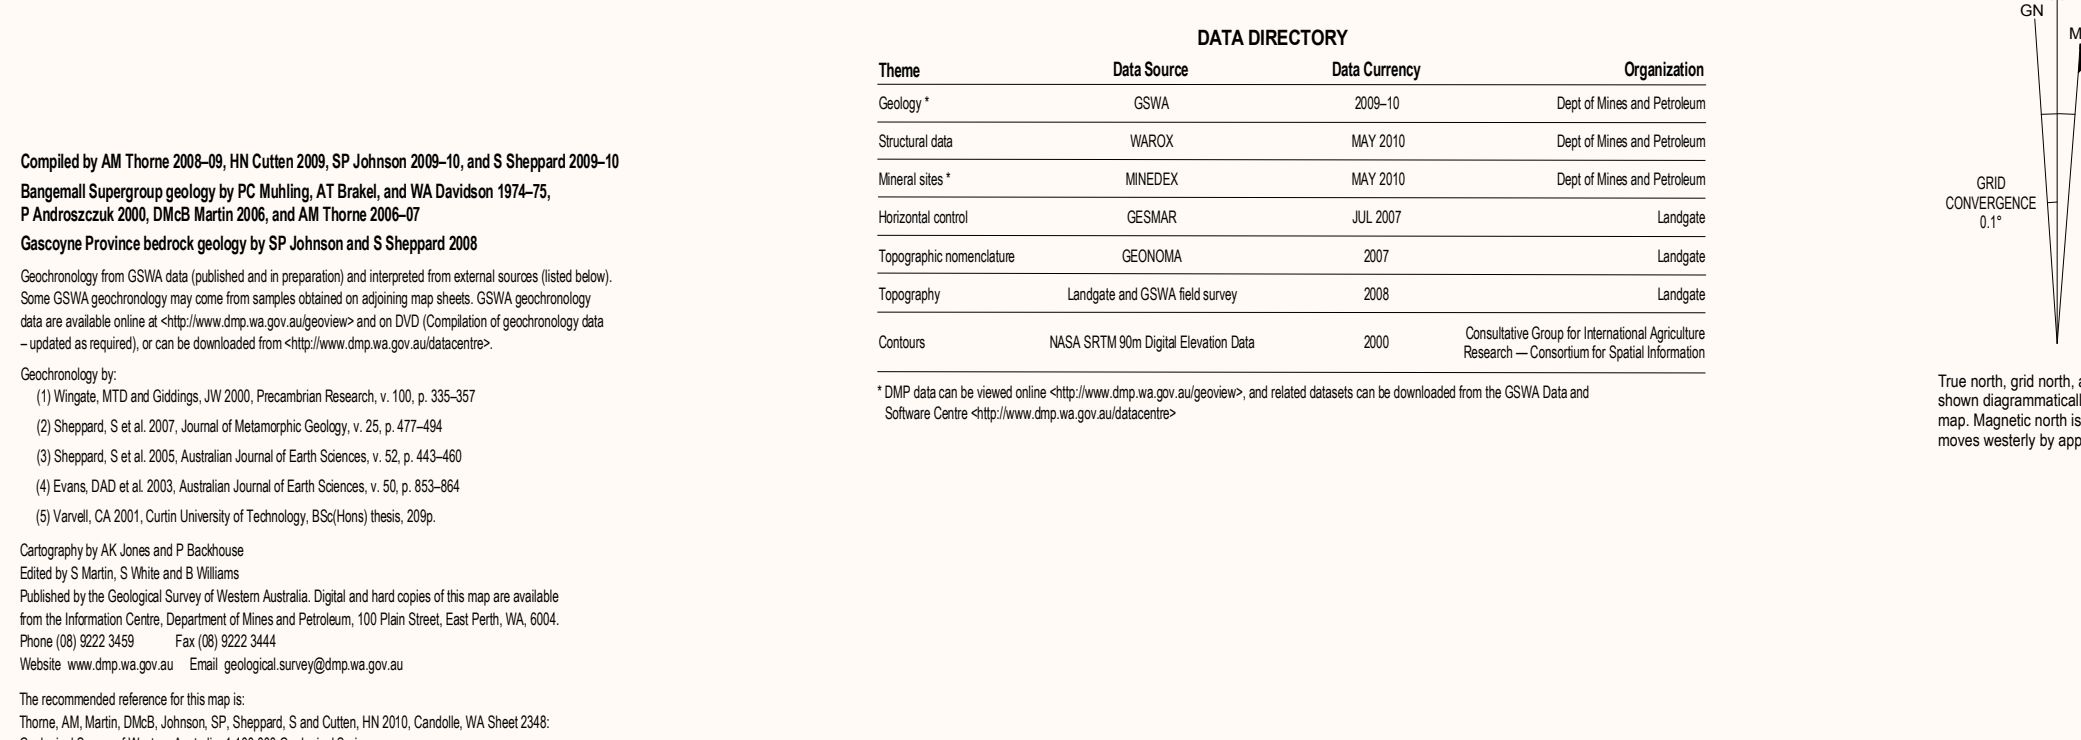 Compiled by AM Thorne 2008–09, HN Cutten 2009, SP Johnson 2009–10, and S Sheppard 2009–10
Bangemall Supergroup geology by PC Muhling, AT Brakel, and WA Davidson 1974–75,
P Androszczuk 2000, DMcB Martin 2006, and AM Thorne 2006–07
Gascoyne Province bedrock geology by SP Johnson and S Sheppard 2008
Geochronology from GSWA data (published and in preparation) and interpreted from external sources (listed below).
Some GSWA geochronology may come from samples obtained on adjoining map sheets. GSWA geochronology
data are available online at <http://www.dmp.wa.gov.au/geoview> and on DVD (Compilation of geochronology data
– updated as required), or can be downloaded from <http://www.dmp.wa.gov.au/datacentre>.
Geochronology by:
(1) Wingate, MTD and Giddings, JW 2000, Precambrian Research, v. 100, p. 335–357
(2) Sheppard, S et al. 2007, Journal of Metamorphic Geology, v. 25, p. 477–494
(3) Sheppard, S et al. 2005, Australian Journal of Earth Sciences, v. 52, p. 443–460
(4) Evans, DAD et al. 2003, Australian Journal of Earth Sciences, v. 50, p. 853–864
(5) Varvell, CA 2001, Curtin University of Technology, BSc(Hons) thesis, 209p.
Cartography by AK Jones and P Backhouse
Edited by S Martin, S White and B Williams
Published by the Geological Survey of Western Australia. Digital and hard copies of this map are available
from the Information Centre, Department of Mines and Petroleum, 100 Plain Street, East Perth, WA, 6004.
Phone (08) 9222 3459 Fax (08) 9222 3444
Website www.dmp.wa.gov.au Email geological.survey@dmp.wa.gov.au
The recommended reference for this map is:
Thorne, AM, Martin, DMcB, Johnson, SP, Sheppard, S and Cutten, HN 2010, Candolle, WA Sheet 2348:
DATA DIRECTORY
Theme Data Source Data Currency Organization
Geology * GSWA 2009–10 Dept of Mines and Petroleum
Structural data WAROX MAY 2010 Dept of Mines and Petroleum
Mineral sites * MINEDEX MAY 2010 Dept of Mines and Petroleum
Horizontal control GESMAR JUL 2007 Landgate
Topographic nomenclature GEONOMA 2007 Landgate
Topography Landgate and GSWA field survey 2008 Landgate
Contours NASA SRTM 90m Digital Elevation Data 2000 Consultative Group for International Agriculture
Research — Consortium for Spatial Information
* DMP data can be viewed online <http://www.dmp.wa.gov.au/geoview>, and related datasets can be downloaded from the GSWA Data and
Software Centre <http://www.dmp.wa.gov.au/datacentre>
GN
GRID
CONVERGENCE
0.1°
True north, grid north,
shown diagrammatically
map. Magnetic north is
moves westerly by